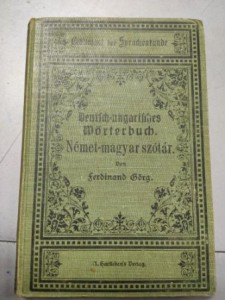 Bibliothek der Sprachenkunde
Deutsch-ungarisches
Wörterbuch.
Német-magyar szótár.
Von
Ferdinand Görg.
A. Hartleben's Verlag.